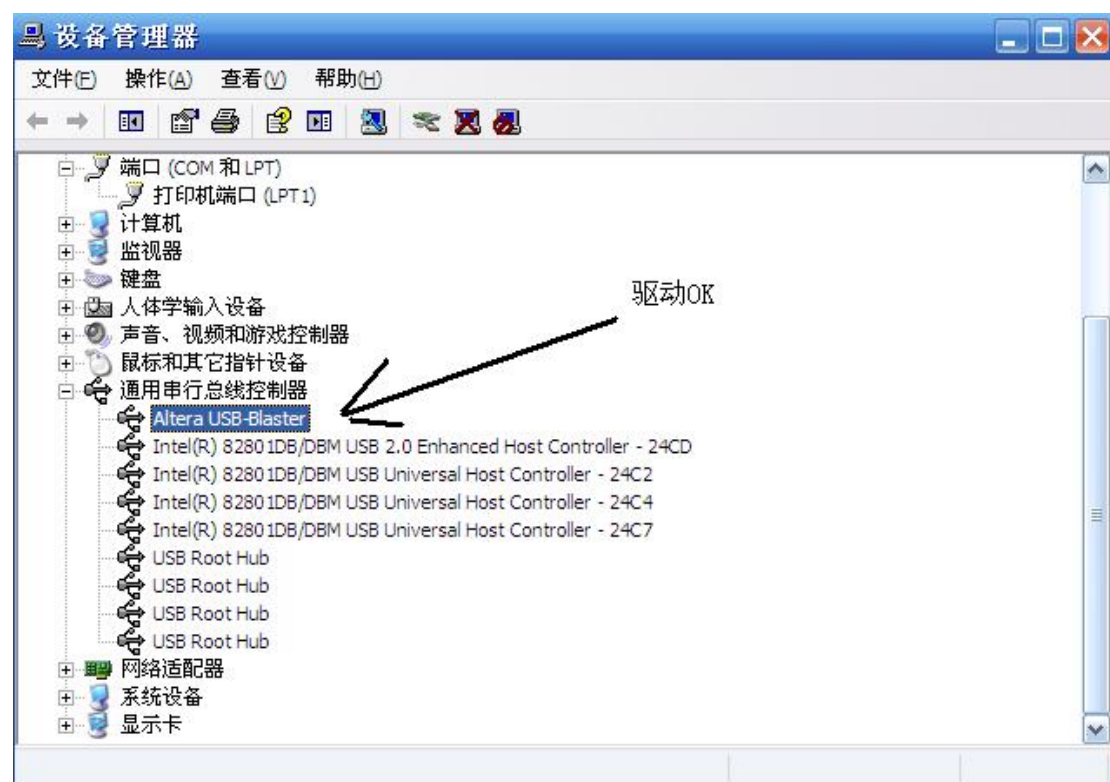 设备管理器
文件(F) 操作(A) 查看(V) 帮助(H)
端口 (COM 和 LPT)
打印机端口 (LPT1)
计算机
监视器
键盘
驱动OK
人体学输入设备
声音、视频和游戏控制器
鼠标和其它指针设备
通用串行总线控制器
Altera USB-Blaster
Intel(R) 82801DB/DBM USB 2.0 Enhanced Host Controller - 24CD
Intel(R) 82801DB/DBM USB Universal Host Controller - 24C2
Intel(R) 82801DB/DBM USB Universal Host Controller - 24C4
Intel(R) 82801DB/DBM USB Universal Host Controller - 24C7
USB Root Hub
USB Root Hub
USB Root Hub
USB Root Hub
网络适配器
系统设备
显示卡